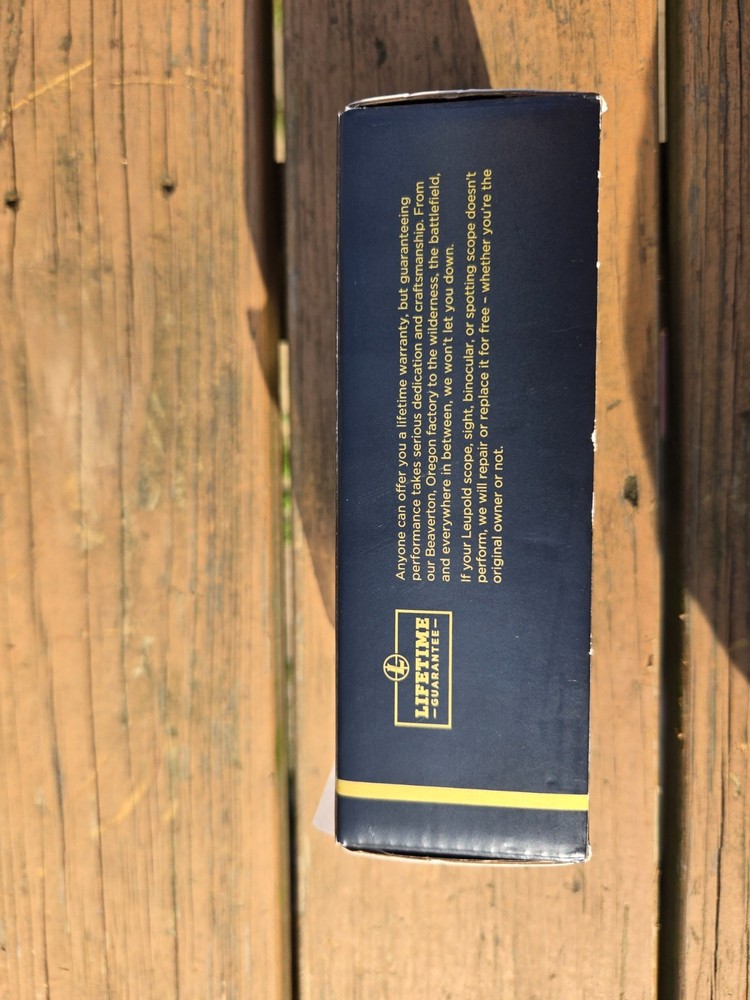 L
LIFETIME
– GUARANTEE –
Anyone can offer you a lifetime warranty, but guaranteeing
performance takes serious dedication and craftsmanship. From
our Beaverton, Oregon factory to the wilderness, the battlefield,
and everywhere in between, we won't let you down.
If your Leupold scope, sight, binocular, or spotting scope doesn't
perform, we will repair or replace it for free – whether you're the
original owner or not.